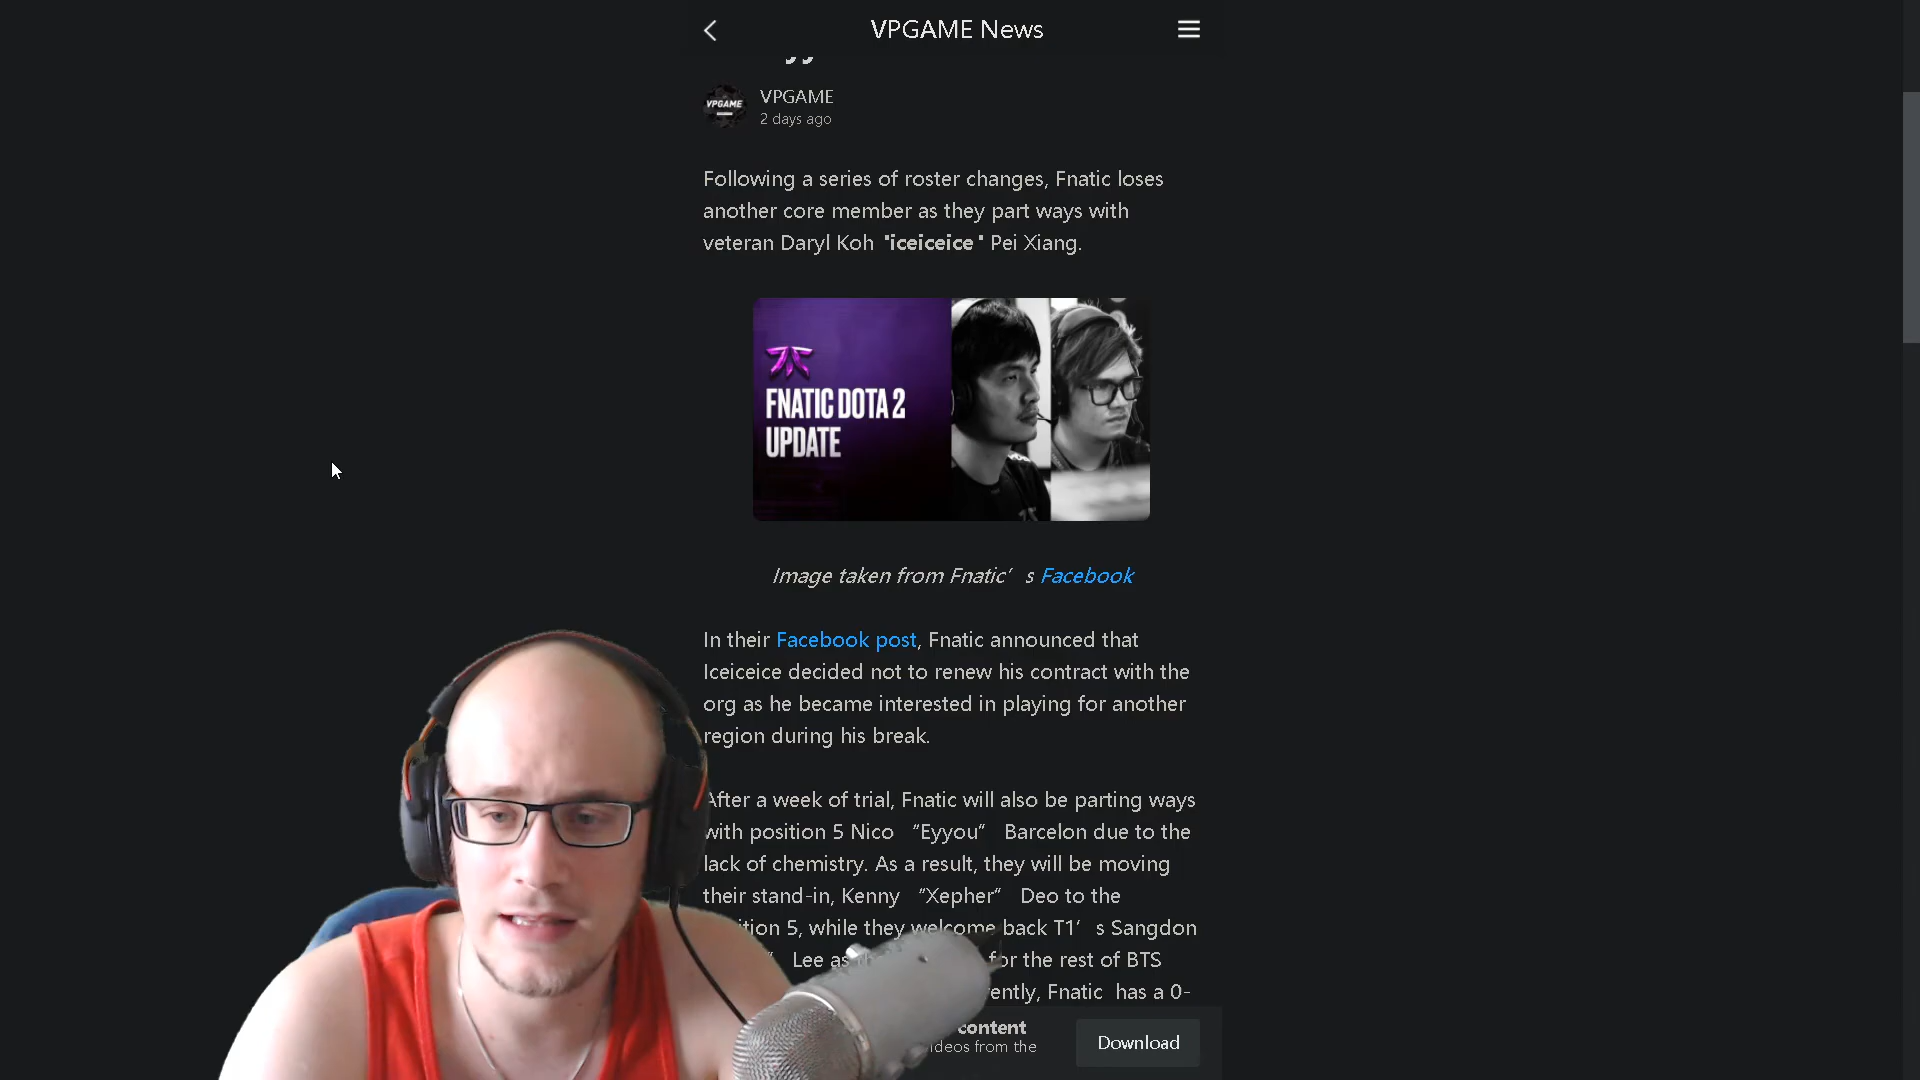 VPGAME News
VPGAME
VPGAME
2 days ago
Following a series of roster changes, Fnatic loses
another core member as they part ways with
veteran Daryl Koh "iceiceice" Pei Xiang.
FNATIC DOTA 2
UPDATE
Image taken from Fnatic’s Facebook
In their Facebook post, Fnatic announced that
Iceiceice decided not to renew his contract with the
org as he became interested in playing for another
region during his break.
After a week of trial, Fnatic will also be parting ways
with position 5 Nico “Eyyou” Barcelon due to the
lack of chemistry. As a result, they will be moving
their stand-in, Kenny “Xepher” Deo to the
5, while they welcome back T1’s Sangdon
Lee as for the rest of BTS
Fnatic has a 0-
content
from the
Download